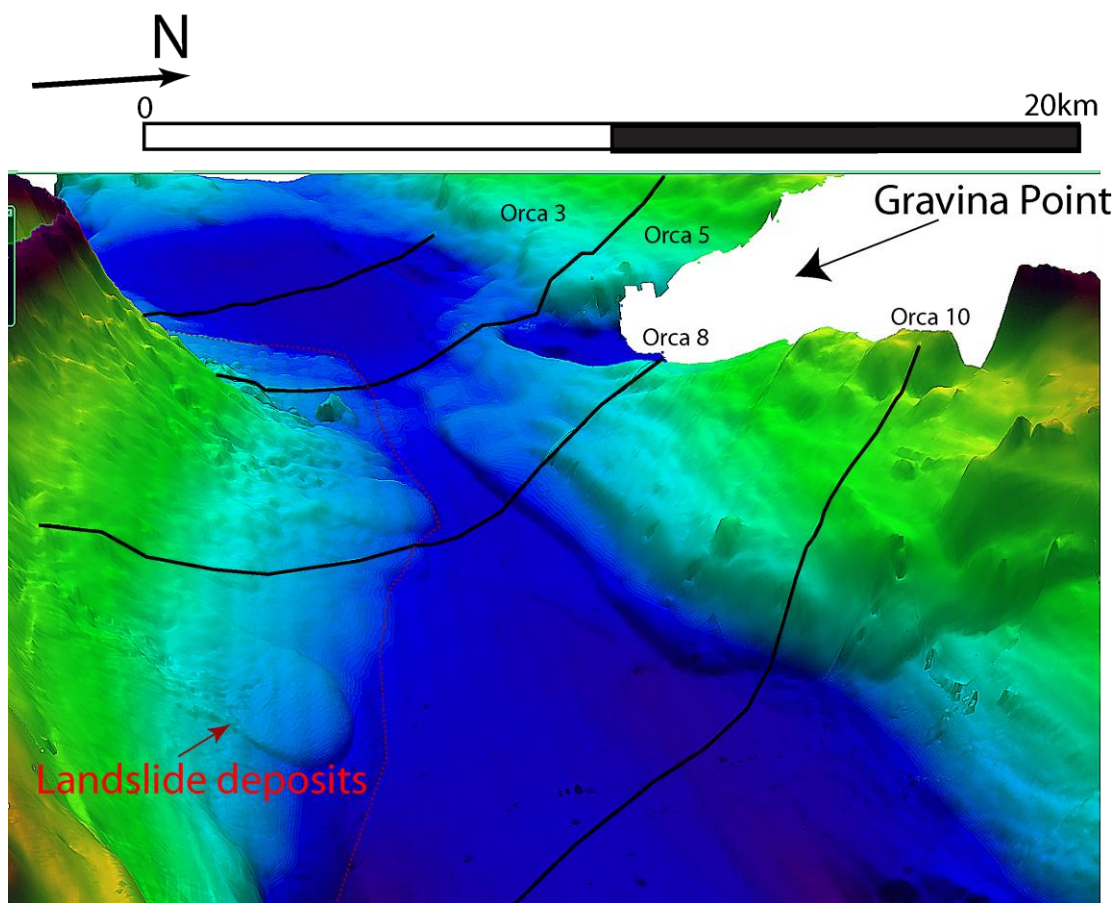 N
0
20km
Gravina Point
Orca 3
Orca 5
Orca 8
Orca 10
Landslide deposits